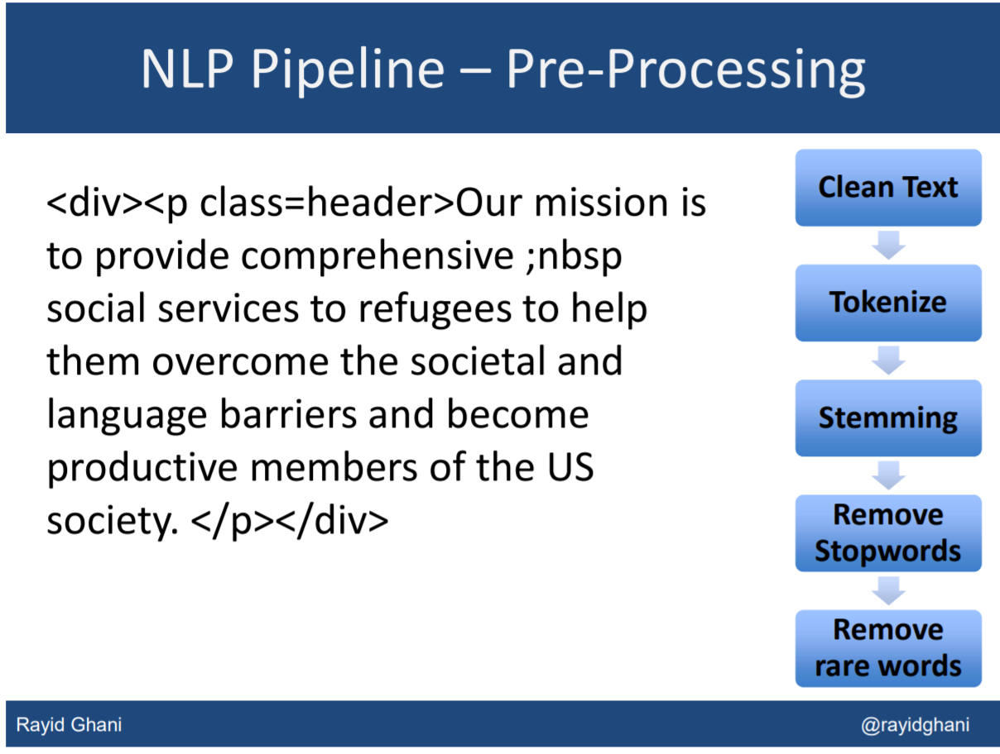 NLP Pipeline – Pre-Processing
<div><p class=header>Our mission is
to provide comprehensive ;nbsp
social services to refugees to help
them overcome the societal and
language barriers and become
productive members of the US
society. </p></div>
Clean Text
Tokenize
Stemming
Remove
Stopwords
Remove
rare words
Rayid Ghani
@rayidghani